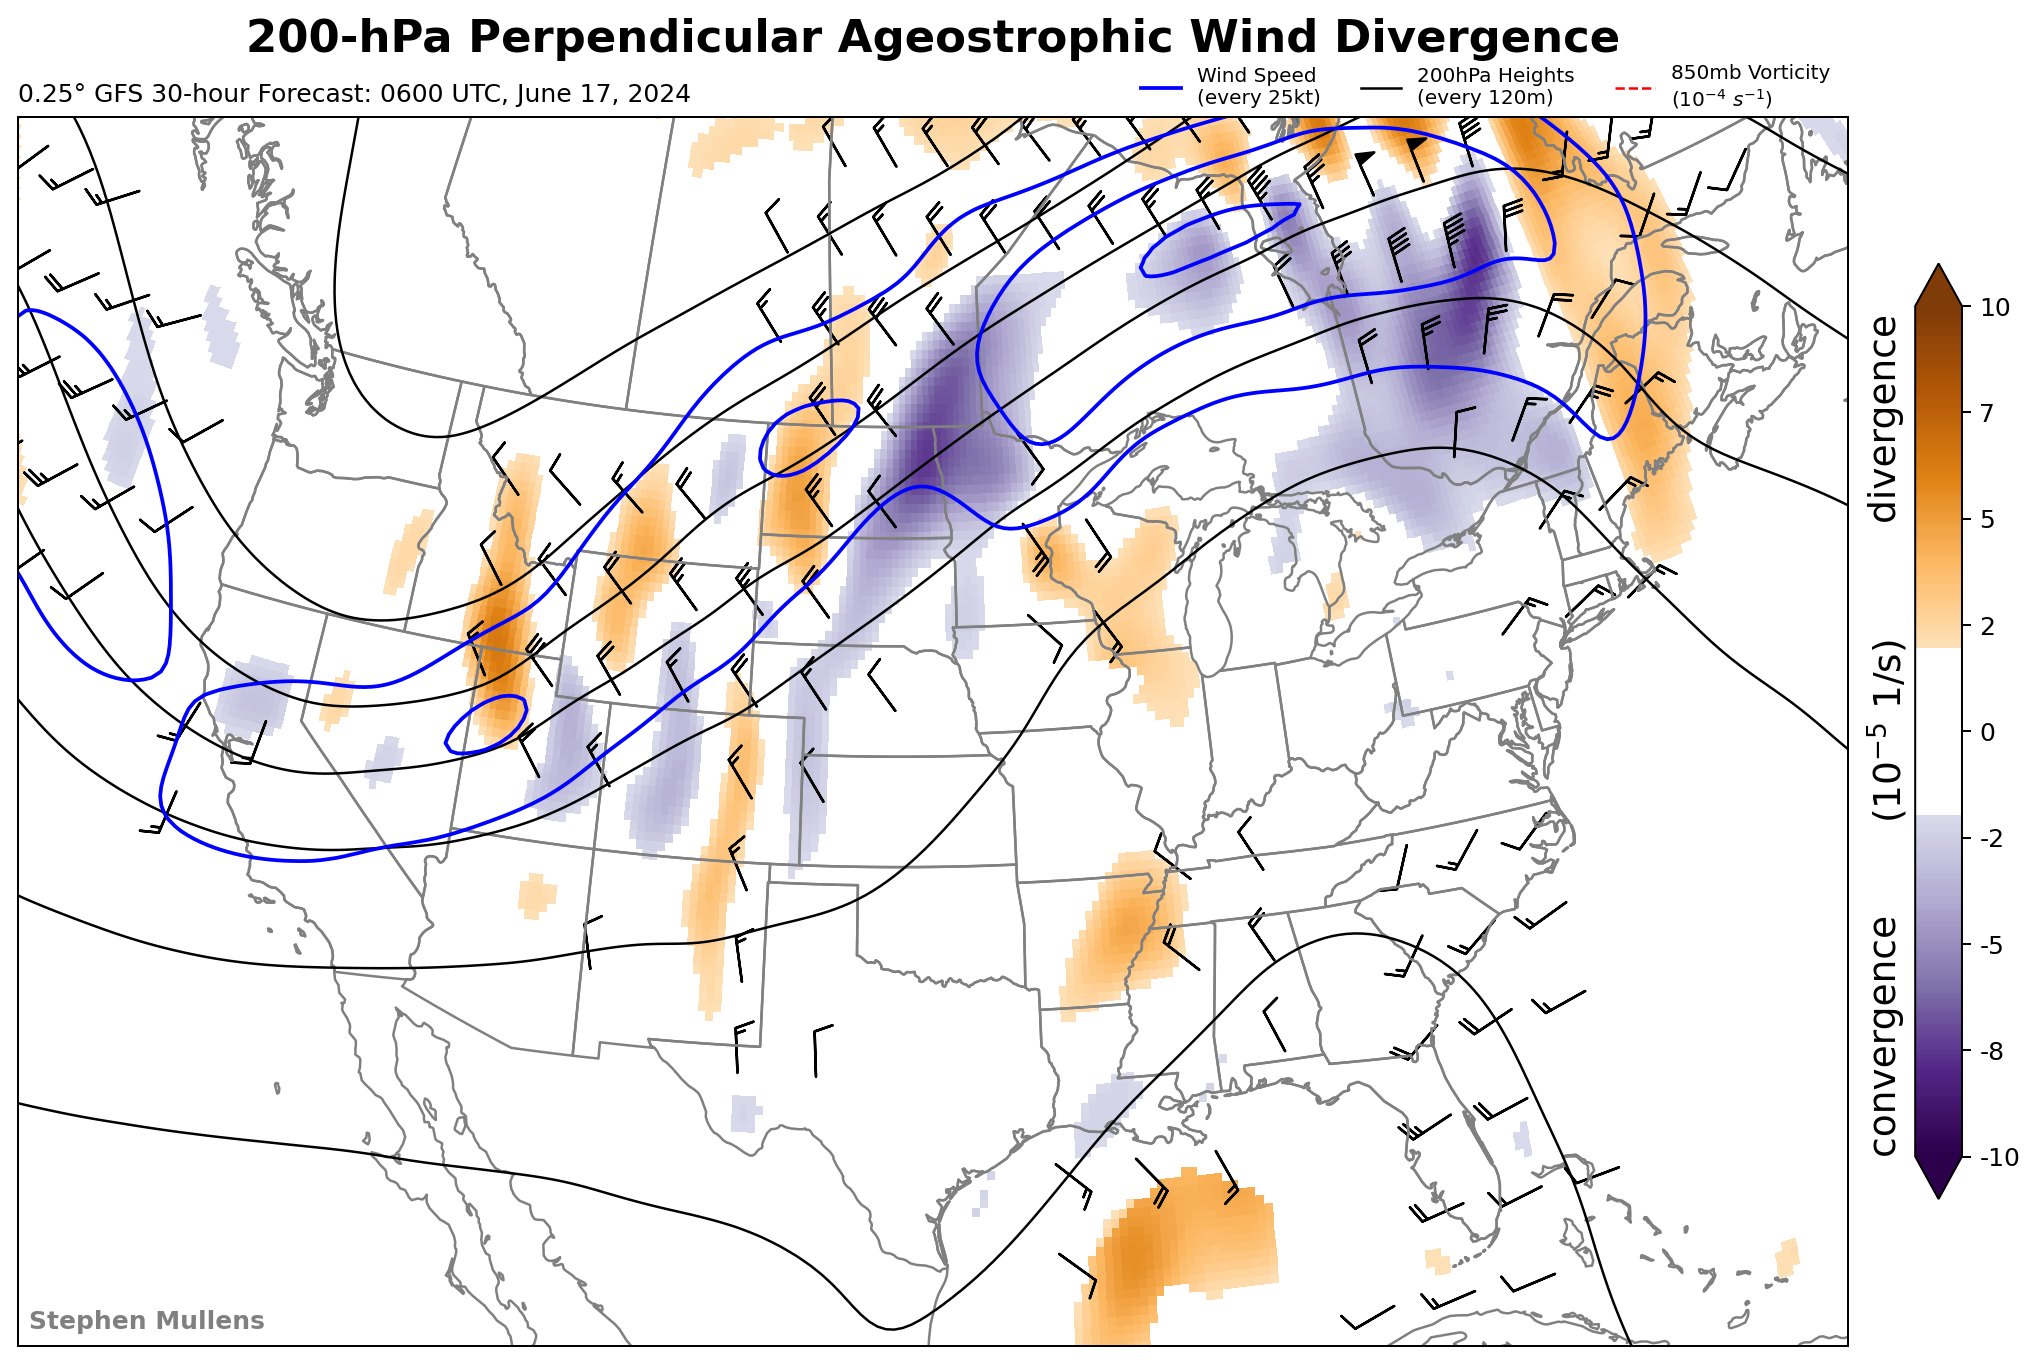 200-hPa Perpendicular Ageostrophic Wind Divergence
0.25° GFS 30-hour Forecast: 0600 UTC, June 17, 2024
Wind Speed
(every 25kt)
200hPa Heights
(every 120m)
850mb Vorticity
(10⁻⁴ s⁻¹)
10
7
5
2
0
-2
-5
-8
-10
convergence (10⁻⁵ 1/s) divergence
Stephen Mullens